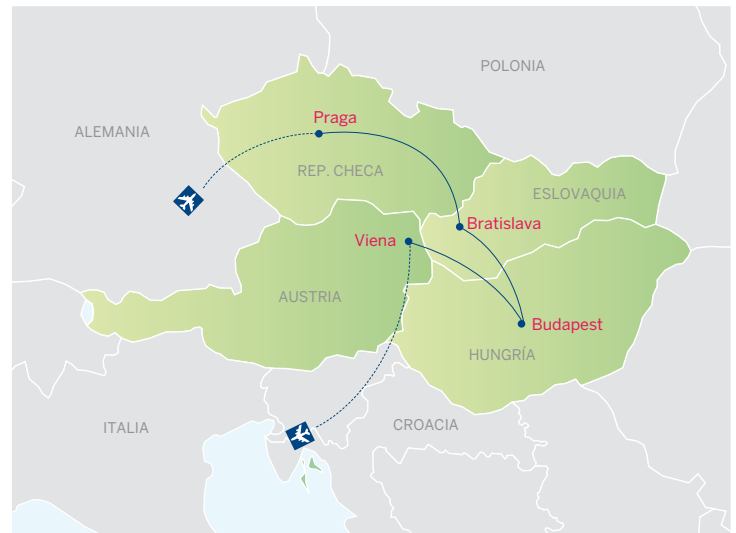 POLONIA
Praga
ALEMANIA
REP. CHECA
ESLOVAQUIA
Bratislava
Viena
AUSTRIA
Budapest
HUNGRÍA
CROACIA
ITALIA